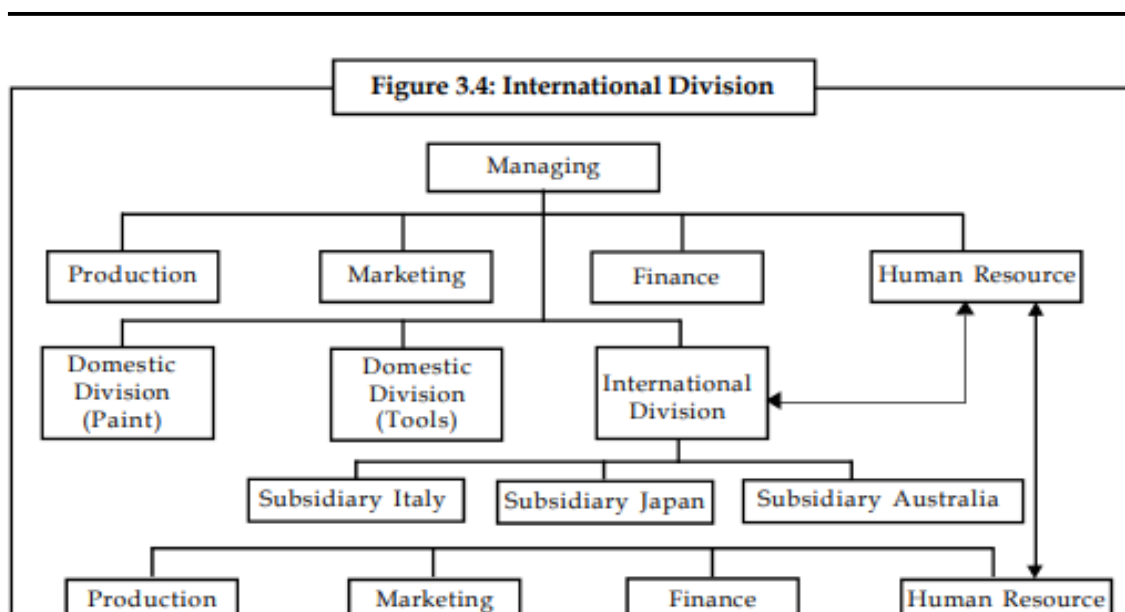 Figure 3.4: International Division
Managing
Production
Marketing
Finance
Human Resource
Domestic
Division
(Paint)
Domestic
Division
(Tools)
International
Division
Subsidiary Italy
Subsidiary Japan
Subsidiary Australia
Production
Marketing
Finance
Human Resource